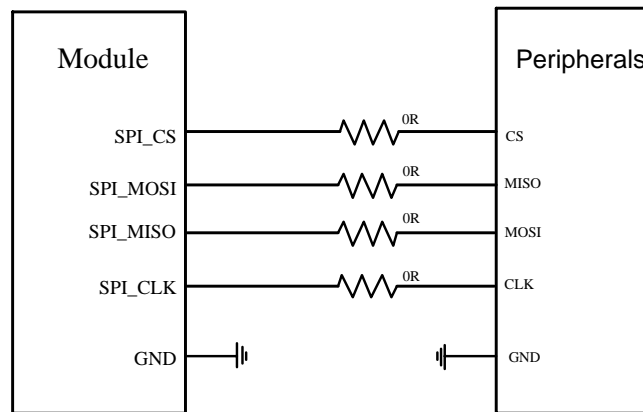 Module
Peripherals
SPI_CS
0R
CS
SPI_MOSI
0R
MISO
SPI_MISO
0R
MOSI
SPI_CLK
0R
CLK
GND
GND